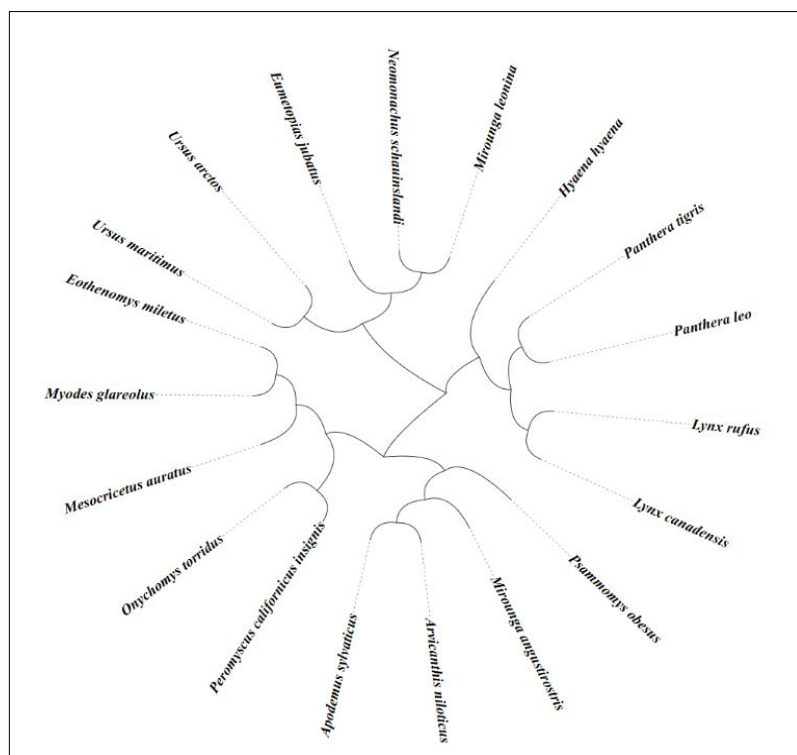 Neomonachus schauinslandi
Mirounga leonina
Hyaena hyaena
Panthera tigris
Panthera leo
Lynx rufus
Lynx canadensis
Psammomys obesus
Mirounga angustirostris
Arvicanthis niloticus
Apodemus sylvaticus
Peromyscus californicus insignis
Onychomys torridus
Mesocricetus auratus
Myodes glareolus
Eothenomys miletus
Ursus maritimus
Ursus arctos
Eumetopias jubatus